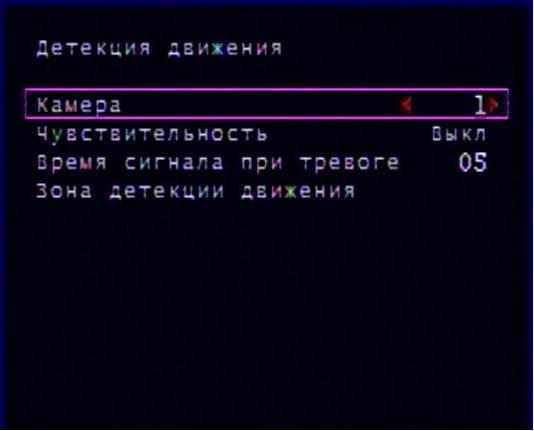 Детекция движения
Камера 1
Чувствительность Выкл
Время сигнала при тревоге 05
Зона детекции движения